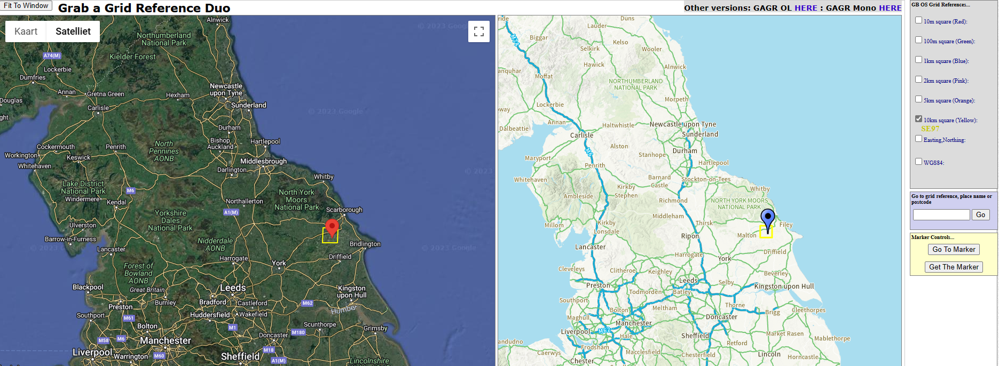 Fit To Window
Grab a Grid Reference Duo
Other versions: GAGR OL HERE : GAGR Mono HERE
Kaart
Satelliet
Alnwick
© 2023 Google
Northumberland
National Park
Kielder Forest
A74(M)
Lockerbie
Dumfries
Annan
Gretna Green
Douglas
Carlisle
Hexham
Newcastle
upon Tyne
Sunderland
ght
© 2023 Google
Durham
Bishop
Auckland
Hartlepool
North
Pennines
AONB
Cockermouth
Penrith
Workington
Keswick
Whitehaven
Middlesbrough
Darlington
© 2023
Whitby
Lake District
National Park
Windermere
M6
Kendal
Northallerton
North York
Moors
National Park
A1(M)
Scarborough
Yorkshire
Dales
National Park
Ulverston
Barrow-in-Furness
Lancaster
Nidderdale
AONB
Bridlington
© 2023 Google
© 2023 Google
Harrogate
York
Driffield
Forest of
Bowland
AONB
Blackpool
Great Britain
Leeds
Kingston
upon Hull
Burnley
Bradford
Castleford
M62
Humber
Preston
Southport
M61
Huddersfield
Wakefield
Bolton
M1
Scunthorpe
Grimsby
M58
M6
Manchester
Doncaster
M180
Liverpool
Warrington
M60
M18
Sheffield
A1(M)
Lincolnshire
ride
Lauder
Duns
M74
Biggar
Kelso
Selkirk
Wooler
anquhar
Hawick
Alnwick
Moffat
NORTHUMBERLAND
NATIONAL PARK
Lockerbie
Morpeth
oway
Dalbeattie
Annan
Haltwhistle
Newcastle upon Tyne
Sunderland
Carlisle
Alston
M6
Stanhope
Durham
Maryport
Penrith
Hartlepool
Whitehaven
Barnard
Castle
Stockton-on-Tees
Kirkby
Stephen
Whitby
Ambleside
Richmond
NORTH YORK MOORS
NATIONAL PARK
Middleham
Millom
Kirkby
Lonsdale
Thirsk
Filey
Ripon
Malton
Lancaster
Harrogate
York
Driffield
Cleveleys
Clitheroe
Keighley
Beverley
Preston
Leeds
Selby
Kingston upon Hull
Todmorden
Batley
Southport
Bolton
Meltham
Thorne
Brigg
Cleethorpes
Maghull
Manchester
Doncaster
Liverpool
M62
Hale
Sheffield
Market Rasen
Mablethorpe
andudno
Frodsham
Retford
Caerwys
Macclesfield
Chesterfield
Lincoln
Horncastle
Chester
GB OS Grid References...
10m square (Red):
100m square (Green):
1km square (Blue):
2km square (Pink):
5km square (Orange):
10km square (Yellow):
SE97
Easting,Northing:
WGS84:
Go to grid reference, place name or
postcode
Go
Marker Controls...
Go To Marker
Get The Marker